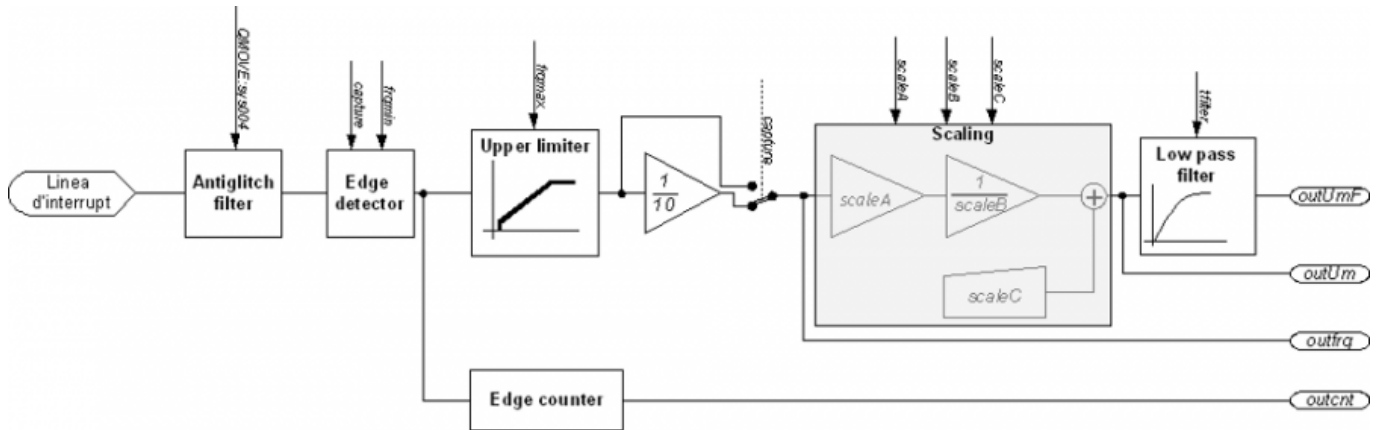 QMOVE:sys004
capture
frqmin
frqmax
capture
scaleA
scaleB
scaleC
tfilter
Linea
d'interrupt
Antiglitch
filter
Edge
detector
Upper limiter
1
10
Scaling
scaleA
1
scaleB
+
scaleC
Low pass
filter
outUmF
outUm
outfrq
Edge counter
outcnt